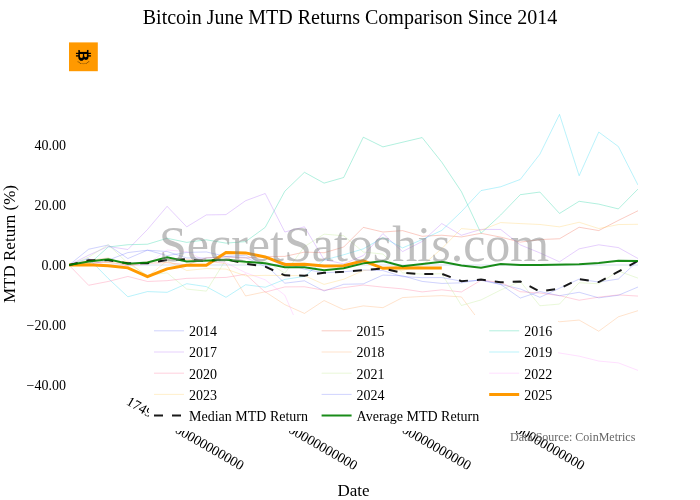 Bitcoin June MTD Returns Comparison Since 2014
MTD Return (%)
40.00
20.00
0.00
−20.00
−40.00
SecretSatoshis.com
2014 2015 2016
2017 2018 2019
2020 2021 2022
2023 2024 2025
Median MTD Return Average MTD Return
Data Source: CoinMetrics
Date